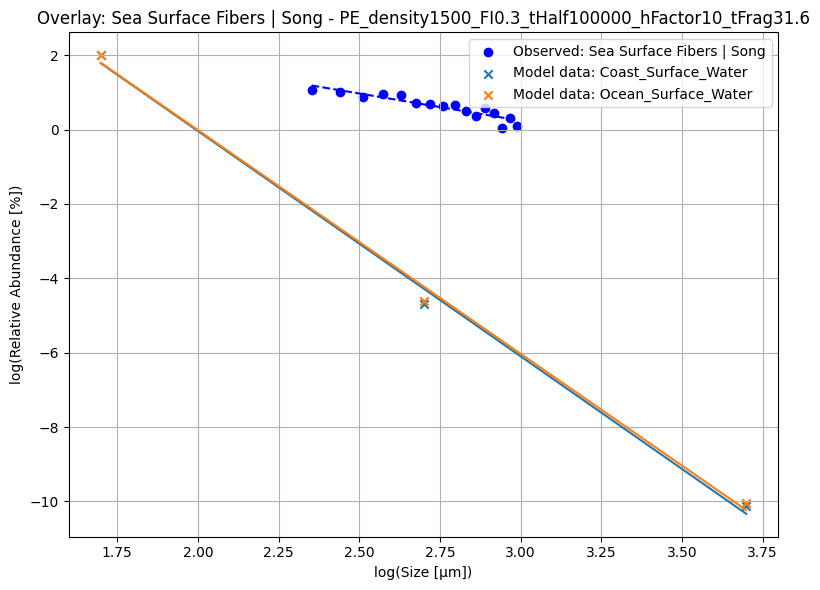 Overlay: Sea Surface Fibers | Song - PE_density1500_FI0.3_tHalf100000_hFactor10_tFrag31.6
Observed: Sea Surface Fibers | Song
Model data: Coast_Surface_Water
Model data: Ocean_Surface_Water
log(Relative Abundance [%])
2
0
−2
−4
−6
−8
−10
1.75 2.00 2.25 2.50 2.75 3.00 3.25 3.50 3.75
log(Size [μm])